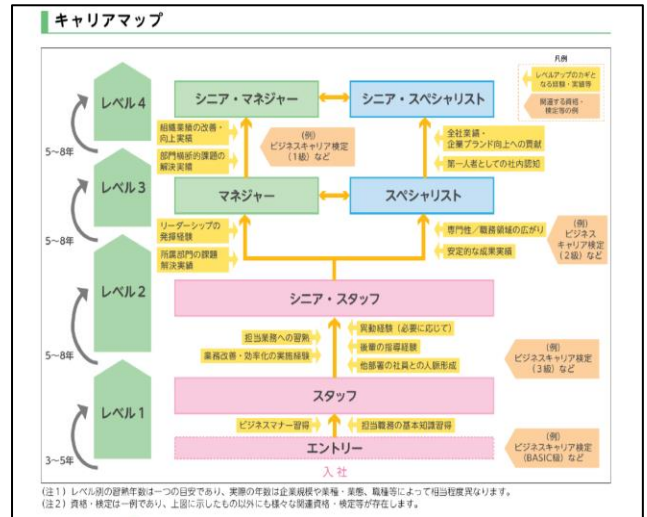 キャリアマップ
凡例
レベルアップのカギと
なる経験・実績等
関連する資格・
検定等の例
レベル4
シニア・マネジャー
シニア・スペシャリスト
5～8年
組織業績の改善・
向上実績
部門横断的課題の
解決実績
(例)
ビジネスキャリア検定
(1級)など
全社業績・
企業ブランド向上への貢献
第一人者としての社内認知
レベル3
マネジャー
スペシャリスト
5～8年
リーダーシップの
発揮経験
所属部門の課題
解決実績
専門性／職務領域の広がり
安定的な成果実績
(例)
ビジネス
キャリア検定
(2級)など
レベル2
シニア・スタッフ
5～8年
担当業務への習熟
業務改善・効率化の実施経験
異動経験(必要に応じて)
後輩の指導経験
他部署の社員との人脈形成
(例)
ビジネスキャリア検定
(3級)など
レベル1
スタッフ
3～5年
ビジネスマナー習得
担当職務の基本知識習得
エントリー
(例)
ビジネスキャリア検定
(BASIC級)など
入社
(注1)レベル別の習熟年数は一つの目安であり、実際の年数は企業規模や業種・業態、職種等によって相当程度異なります。
(注2)資格・検定は一例であり、上図に示したもの以外にも様々な関連資格・検定等が存在します。